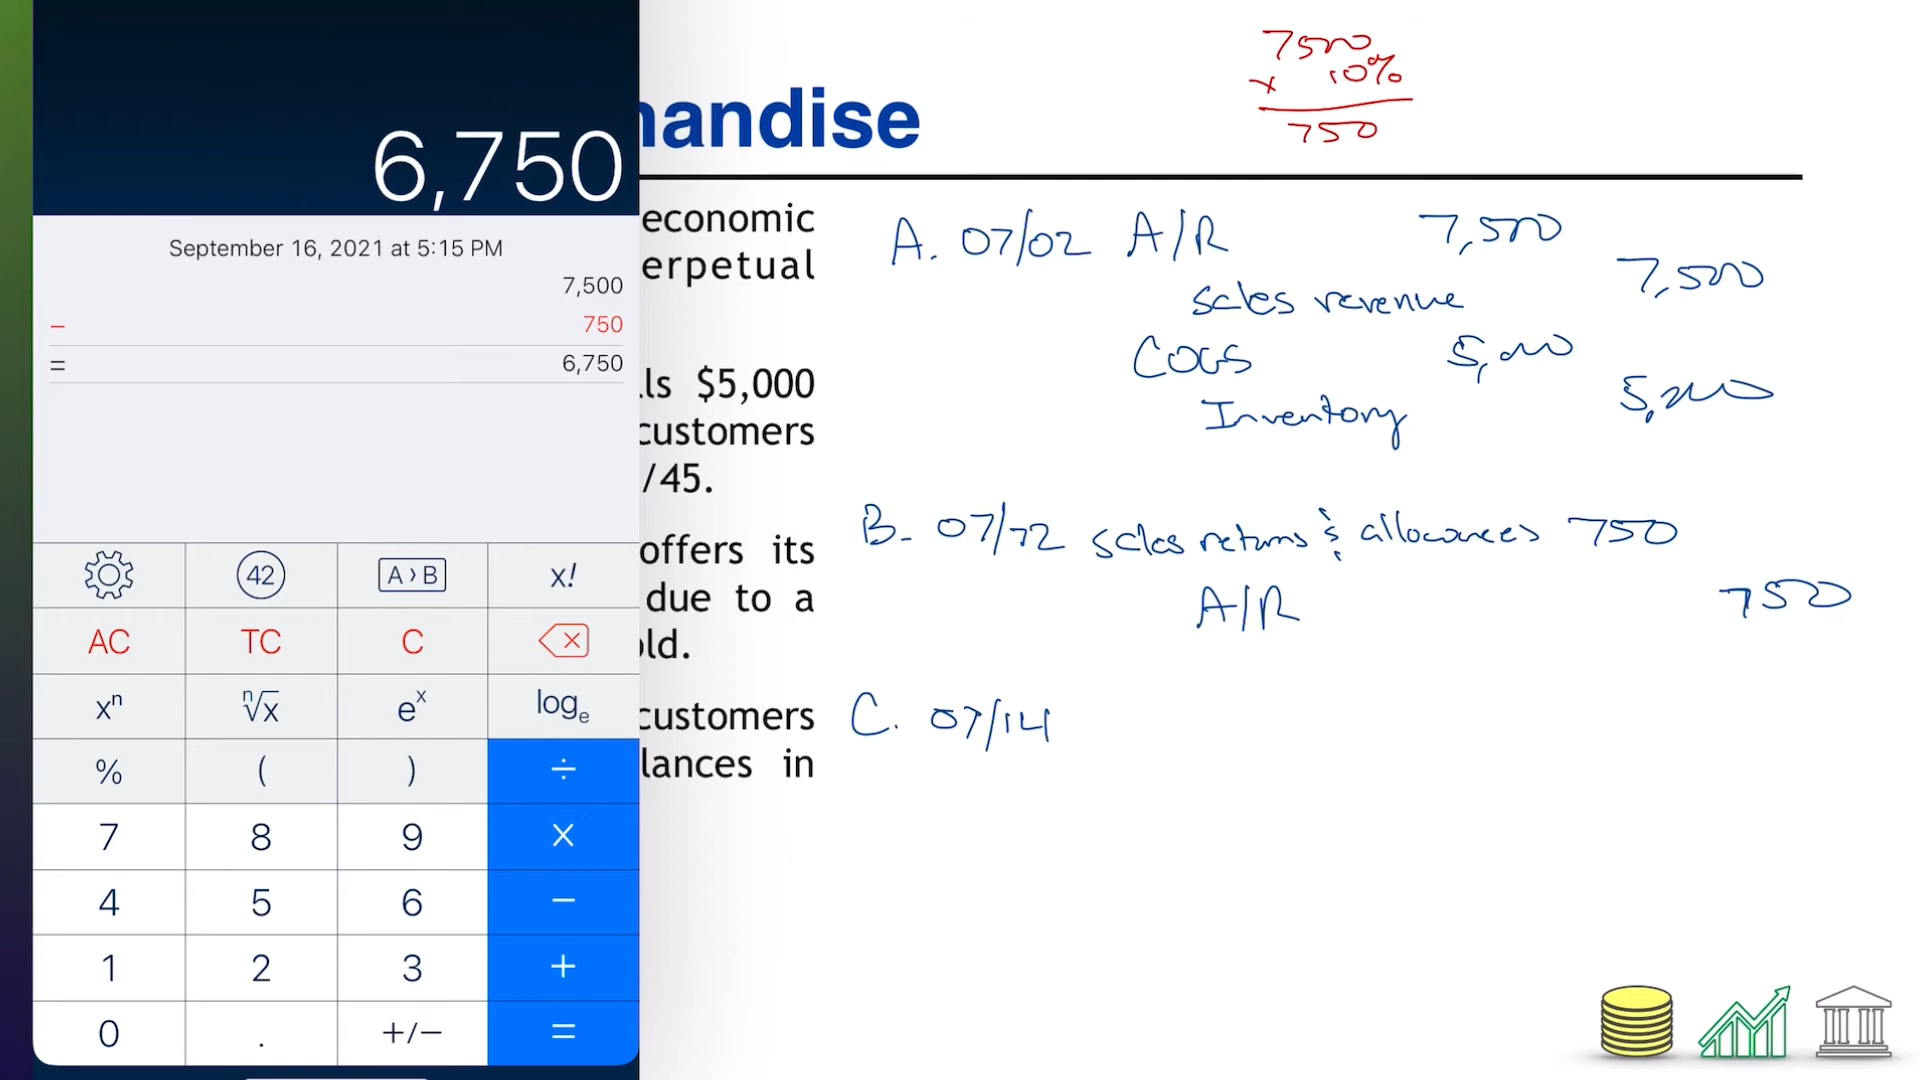 6,750
September 16, 2021 at 5:15 PM
7,500
− 750
= 6,750
42 A›B x!
AC TC C
xⁿ ⁿ√x eˣ logₑ
% ( ) ÷
7 8 9 ×
4 5 6 −
1 2 3 +
0 . +/− =
handise
7500
x 10%
750
economic
erpetual
ls $5,000
customers
/45.
offers its
due to a
ld.
customers
lances in
A. 07/02 A/R 7,500
sales revenue 7,500
COGS 5,000
Inventory 5,000
B. 07/12 sales returns & allowances 750
A/R 750
C. 07/14